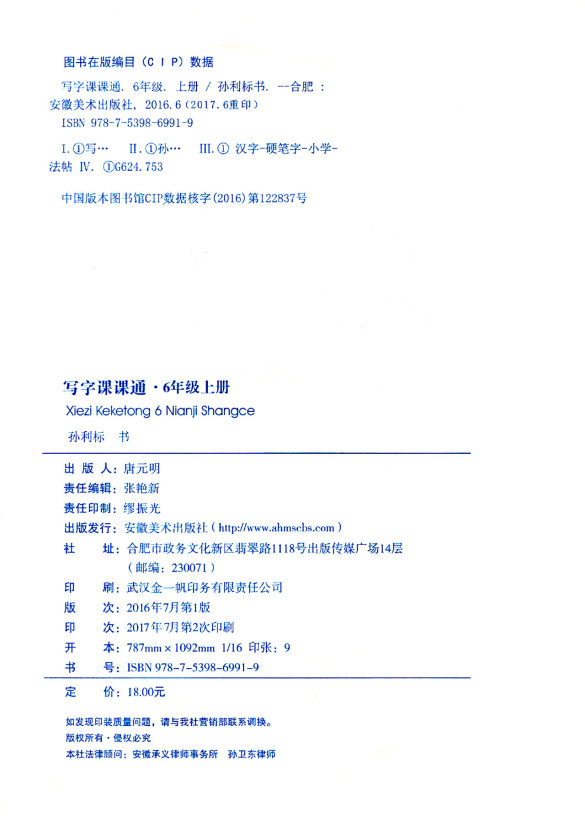 图书在版编目（CIP）数据
写字课课通. 6年级. 上册 / 孙利标书. --合肥：
安徽美术出版社, 2016.6（2017.6重印）
ISBN 978-7-5398-6991-9
Ⅰ.①写… Ⅱ.①孙… Ⅲ.① 汉字-硬笔字-小学-
法帖 Ⅳ. ①G624.753
中国版本图书馆CIP数据核字(2016)第122837号
写字课课通·6年级上册
Xiezi Keketong 6 Nianji Shangce
孙利标 书
出 版 人：唐元明
责任编辑：张艳新
责任印制：缪振光
出版发行：安徽美术出版社（http://www.ahmscbs.com）
社 址：合肥市政务文化新区翡翠路1118号出版传媒广场14层
（邮编：230071）
印 刷：武汉金一帆印务有限责任公司
版 次：2016年7月第1版
印 次：2017年7月第2次印刷
开 本：787mm×1092mm 1/16 印张：9
书 号：ISBN 978-7-5398-6991-9
定 价：18.00元
如发现印装质量问题，请与我社营销部联系调换。
版权所有·侵权必究
本社法律顾问：安徽承义律师事务所 孙卫东律师